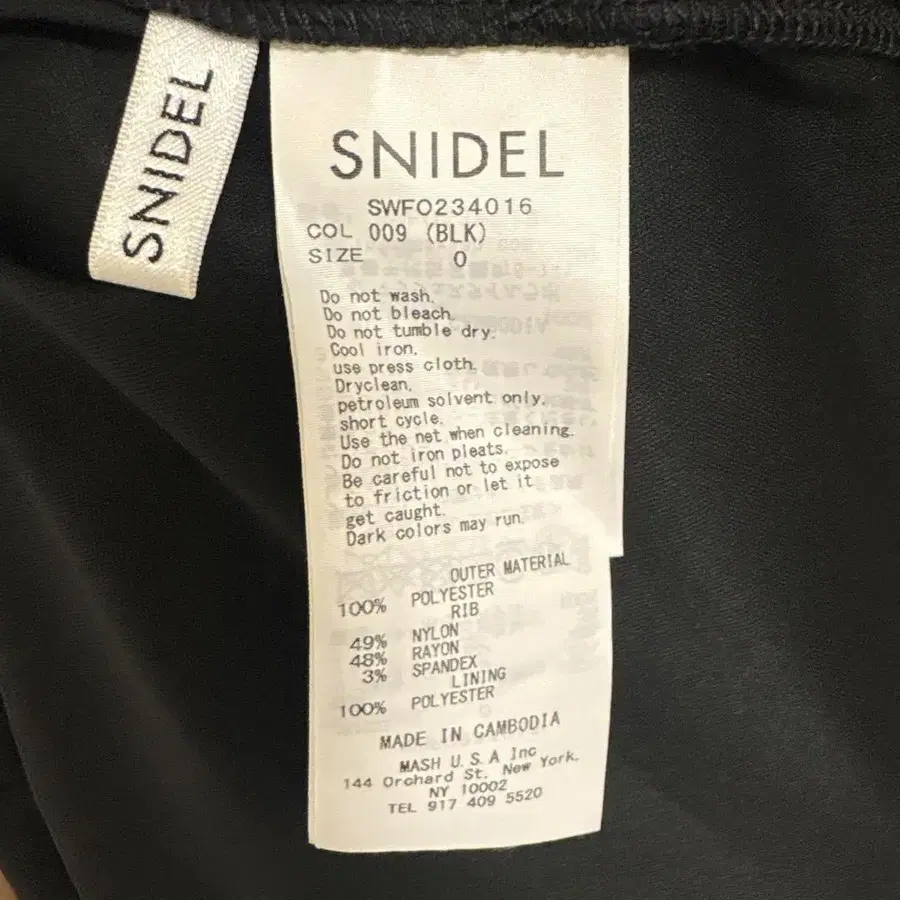 SNIDEL
SNIDEL
SWFO234016
COL 009 (BLK)
SIZE 0
Do not wash.
Do not bleach.
Do not tumble dry.
Cool iron.
use press cloth.
Dryclean.
petroleum solvent only.
short cycle.
Use the net when cleaning.
Do not iron pleats.
Be careful not to expose
to friction or let it
get caught.
Dark colors may run.
OUTER MATERIAL
100% POLYESTER
RIB
49% NYLON
48% RAYON
3% SPANDEX
LINING
100% POLYESTER
MADE IN CAMBODIA
MASH U.S.A Inc
144 Orchard St. New York.
NY 10002
TEL 917 409 5520